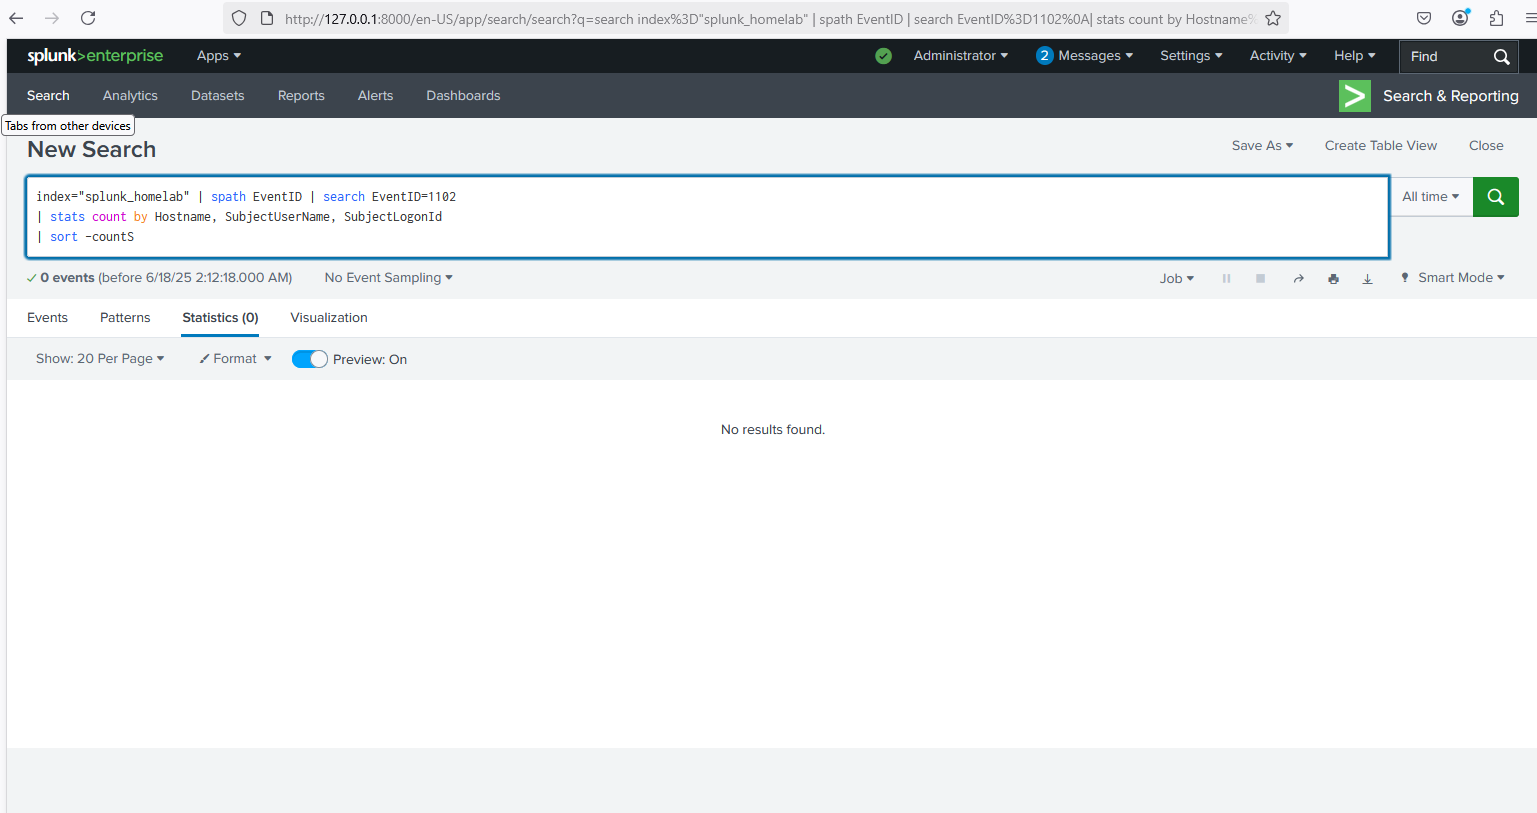 http://127.0.0.1:8000/en-US/app/search/search?q=search index%3D"splunk_homelab" | spath EventID | search EventID%3D1102%0A| stats count by Hostname%
splunk>enterprise Apps Administrator 2 Messages Settings Activity Help Find
Search Analytics Datasets Reports Alerts Dashboards Search & Reporting
Tabs from other devices
New Search Save As Create Table View Close
index="splunk_homelab" | spath EventID | search EventID=1102
| stats count by Hostname, SubjectUserName, SubjectLogonId
| sort -countS
All time
0 events (before 6/18/25 2:12:18.000 AM) No Event Sampling Job Smart Mode
Events Patterns Statistics (0) Visualization
Show: 20 Per Page Format Preview: On
No results found.